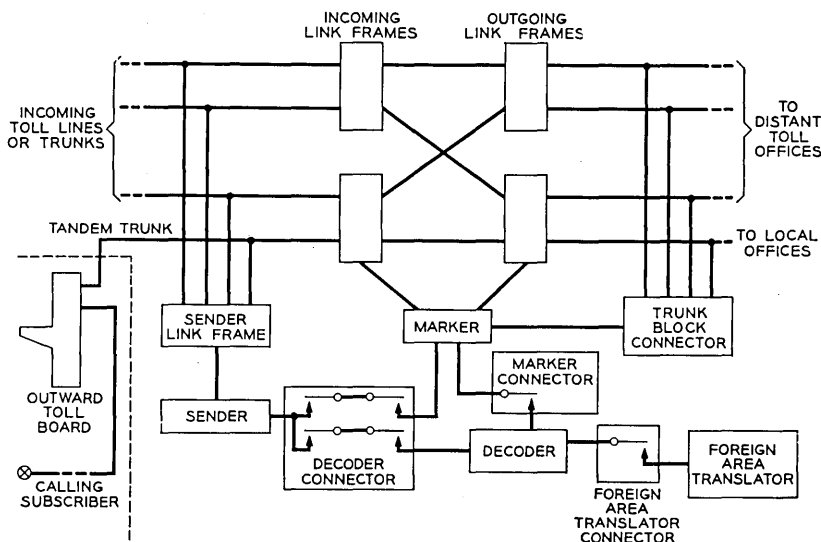 INCOMING
LINK FRAMES
OUTGOING
LINK FRAMES
INCOMING
TOLL LINES
OR TRUNKS
TO
DISTANT
TOLL
OFFICES
TANDEM TRUNK
TO LOCAL
OFFICES
SENDER
LINK FRAME
MARKER
TRUNK
BLOCK
CONNECTOR
MARKER
CONNECTOR
OUTWARD
TOLL
BOARD
SENDER
DECODER
CONNECTOR
DECODER
FOREIGN
AREA
TRANSLATOR
CALLING
SUBSCRIBER
FOREIGN
AREA
TRANSLATOR
CONNECTOR